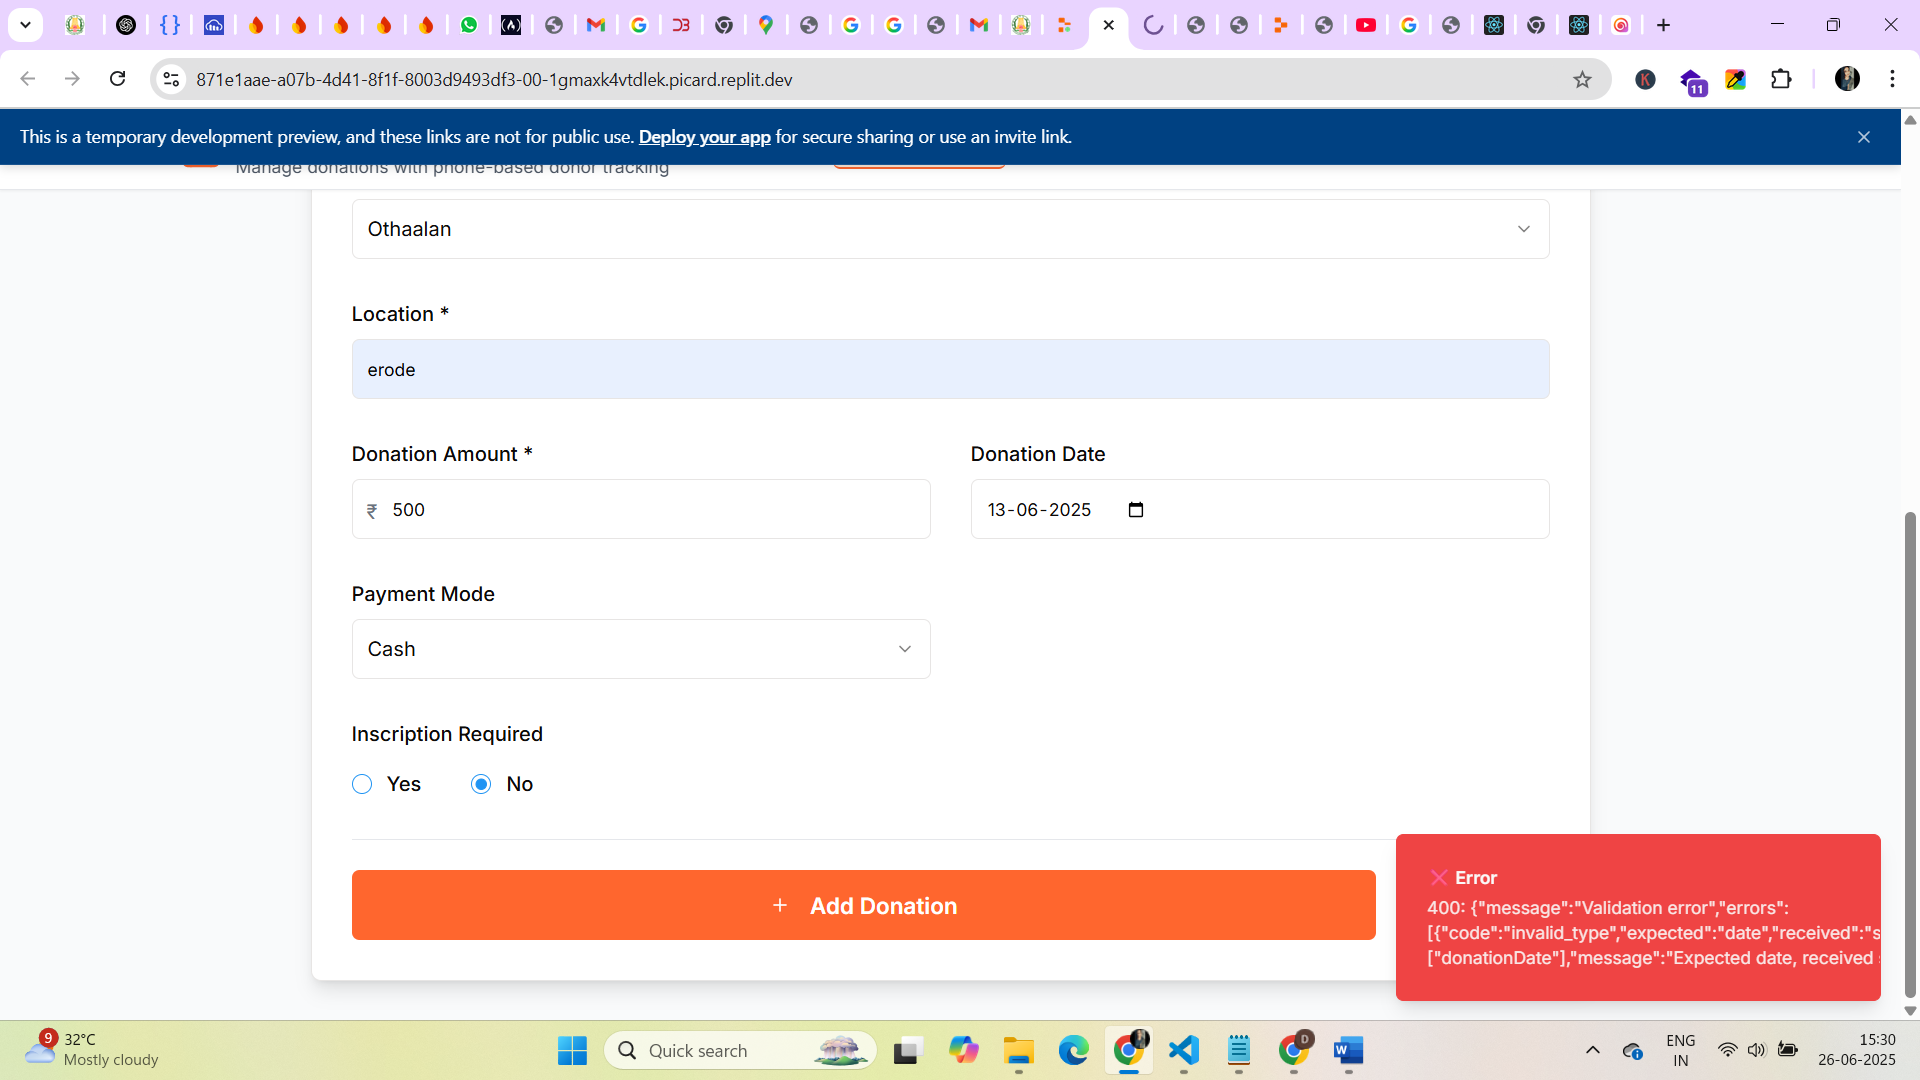 871e1aae-a07b-4d41-8f1f-8003d9493df3-00-1gmaxk4vtdlek.picard.replit.dev
11
This is a temporary development preview, and these links are not for public use. Deploy your app for secure sharing or use an invite link.
Manage donations with phone-based donor tracking
Othaalan
Location *
erode
Donation Amount *
Donation Date
₹ 500
13-06-2025
Payment Mode
Cash
Inscription Required
Yes
No
+ Add Donation
❌ Error
400: {"message":"Validation error","errors":
[{"code":"invalid_type","expected":"date","received":"s
["donationDate"],"message":"Expected date, received
9
32°C
Mostly cloudy
Quick search
ENG
IN
15:30
26-06-2025